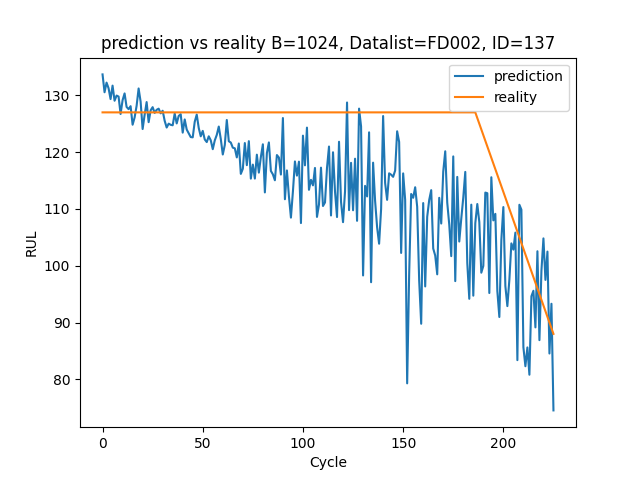 prediction vs reality B=1024, Datalist=FD002, ID=137
prediction
reality
130
120
110
100
90
80
RUL
0
50
100
150
200
Cycle